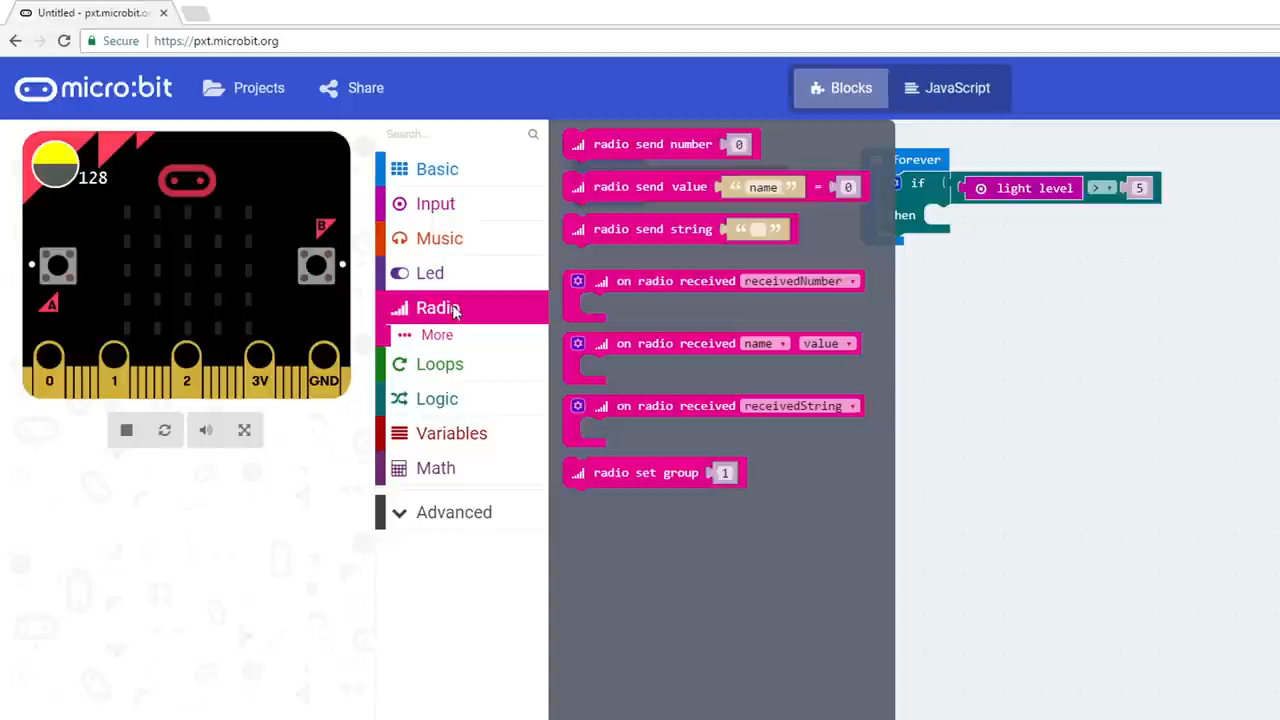 Untitled - pxt.microbit.o
Secure https://pxt.microbit.org
micro:bit Projects Share Blocks JavaScript
128
B
A
0 1 2 3V GND
Search...
Basic
Input
Music
Led
Radio
More
Loops
Logic
Variables
Math
Advanced
radio send number 0
radio send value “ name ” = 0
radio send string “ ”
on radio received receivedNumber
on radio received name value
on radio received receivedString
radio set group 1
forever
if light level > 5
hen